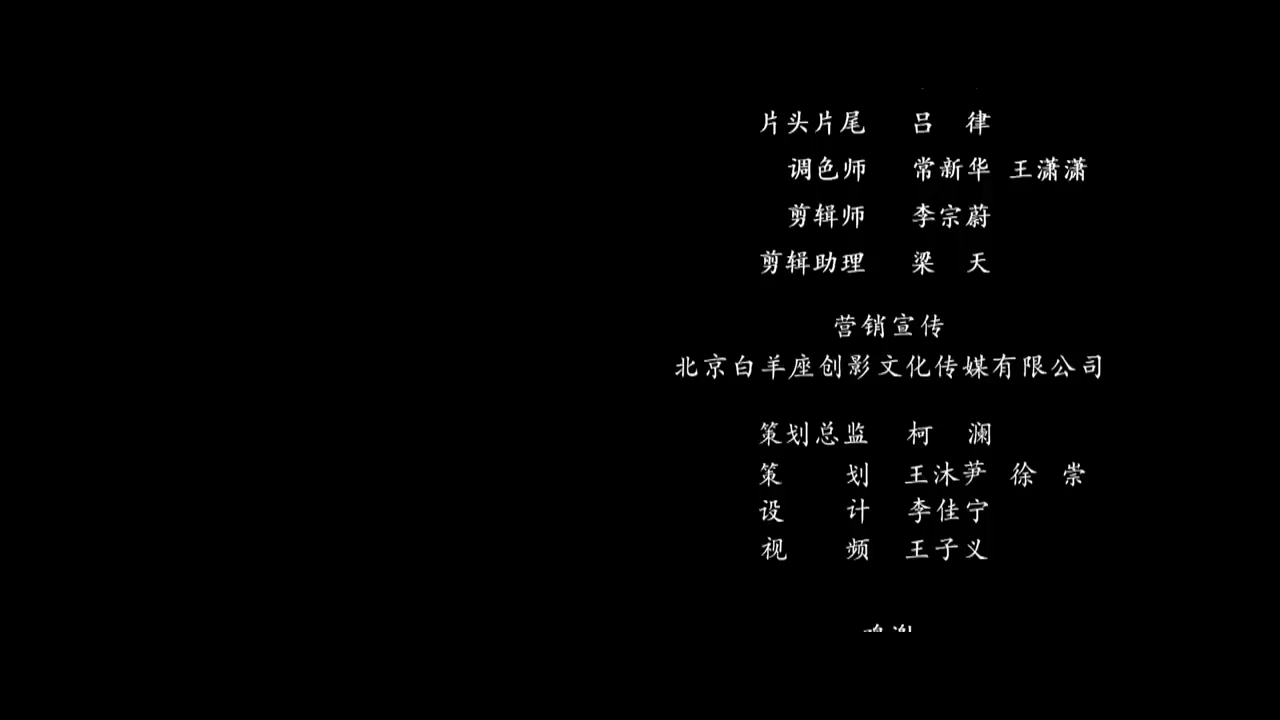 片头片尾 吕 律
调色师 常新华 王潇潇
剪辑师 李宗蔚
剪辑助理 梁 天
营销宣传
北京白羊座创影文化传媒有限公司
策划总监 柯 澜
策 划 王沐笋 徐 崇
设 计 李佳宁
视 频 王子义